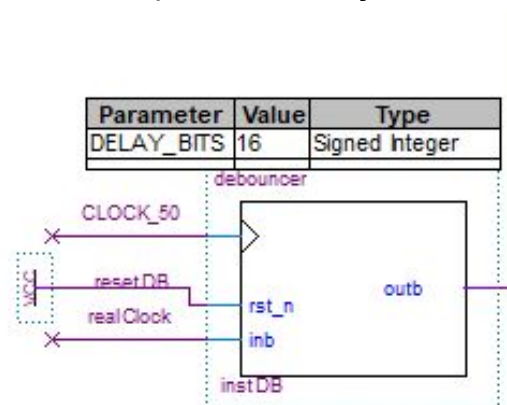 Parameter Value Type
DELAY_BITS 16 Signed Integer
debouncer
CLOCK_50
VCC
resetDB
rst_n
outb
realClock
inb
instDB